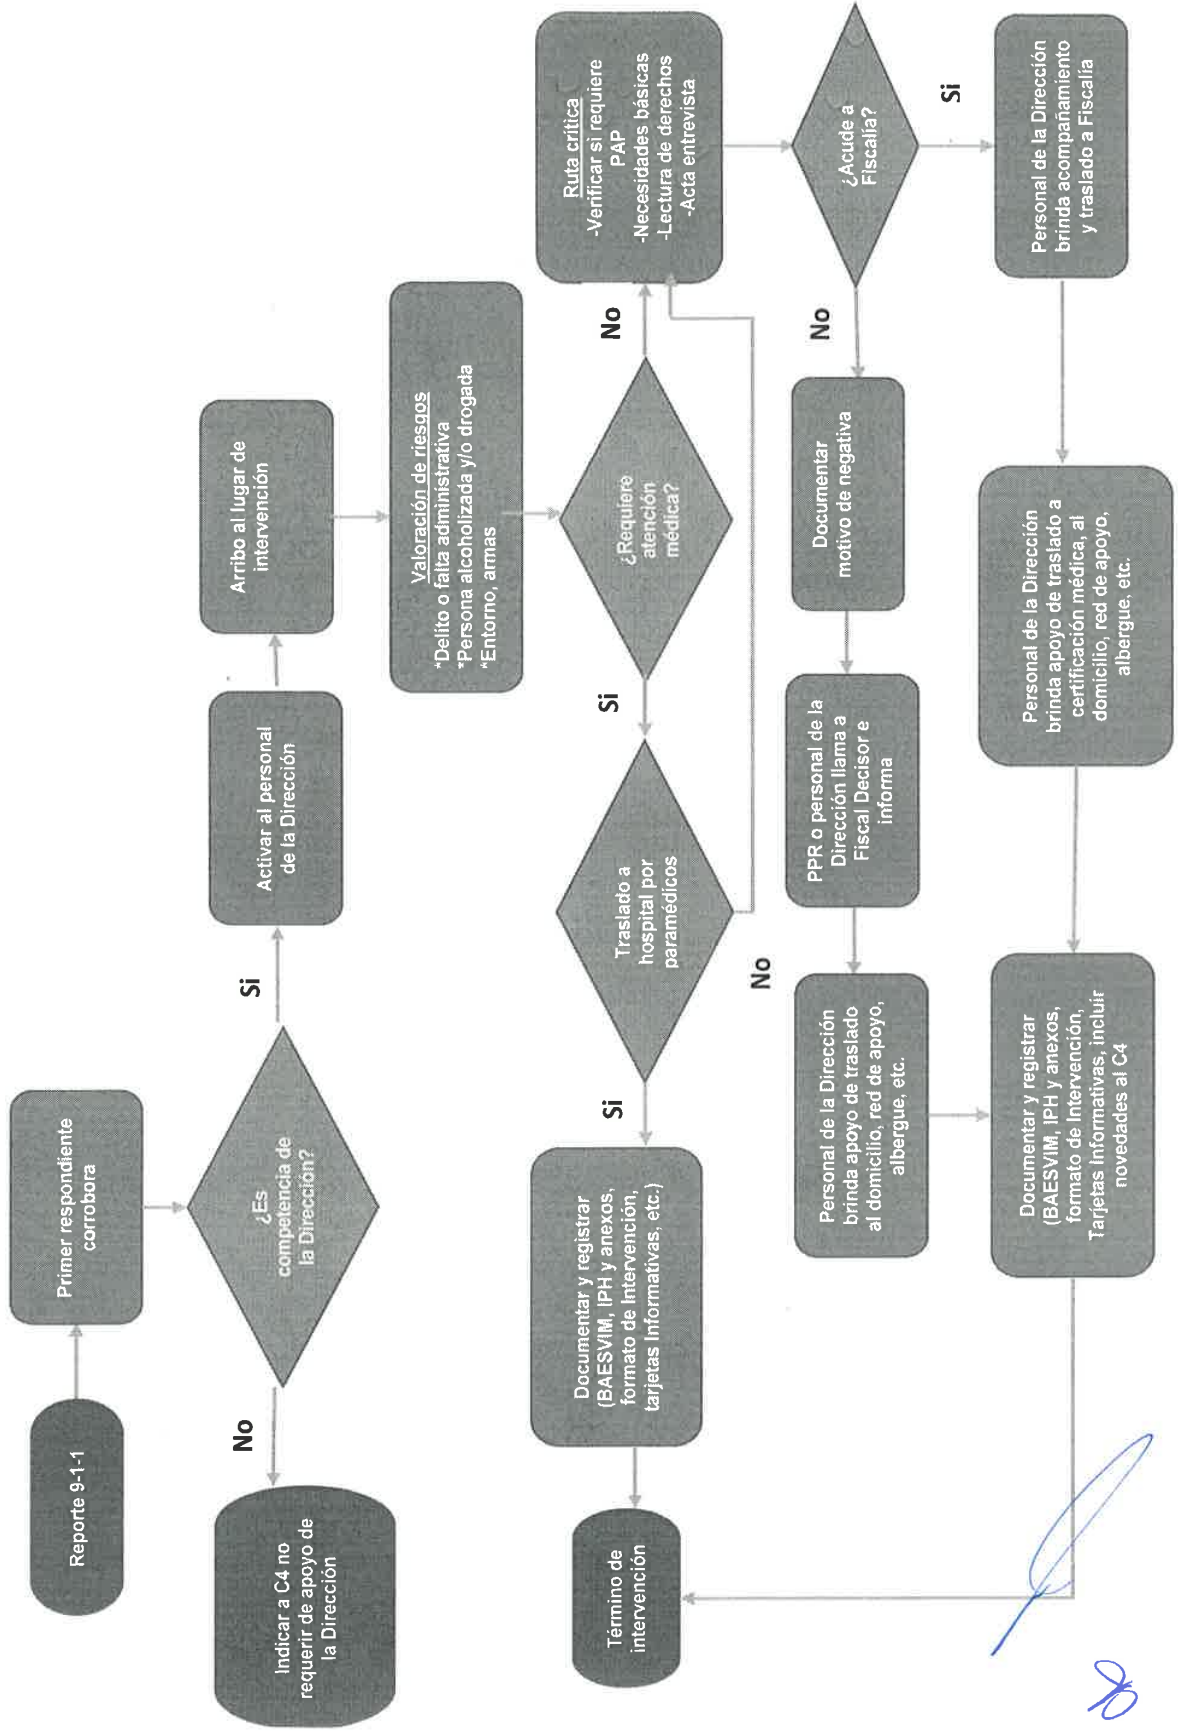 Reporte 9-1-1
Primer respondiente
corrobora
¿Es
competencia de
la Dirección?
No
Indicar a C4 no
requerir de apoyo de
la Dirección
Si
Activar al personal
de la Dirección
Arribo al lugar de
intervención
Valoración de riesgos
*Delito o falta administrativa
*Persona alcoholizada y/o drogada
*Entorno, armas
¿Requiere
atención
médica?
Si
No
Traslado a
hospital por
paramédicos
Si
No
Documentar y registrar
(BAESVIM, IPH y anexos,
formato de Intervención,
tarjetas Informativas, etc.)
Término de
intervención
Ruta crítica
-Verificar si requiere
PAP
-Necesidades básicas
-Lectura de derechos
-Acta entrevista
¿Acude a
Fiscalía?
No
Documentar
motivo de negativa
PPR o personal de la
Dirección llama a
Fiscal Decisor e
informa
Personal de la Dirección
brinda apoyo de traslado
al domicilio, red de apoyo,
albergue, etc.
Si
Personal de la Dirección
brinda acompañamiento
y traslado a Fiscalía
Personal de la Dirección
brinda apoyo de traslado a
certificación médica, al
domicilio, red de apoyo,
albergue, etc.
Documentar y registrar
(BAESVIM, IPH y anexos,
formato de Intervención,
Tarjetas Informativas, incluir
novedades al C4